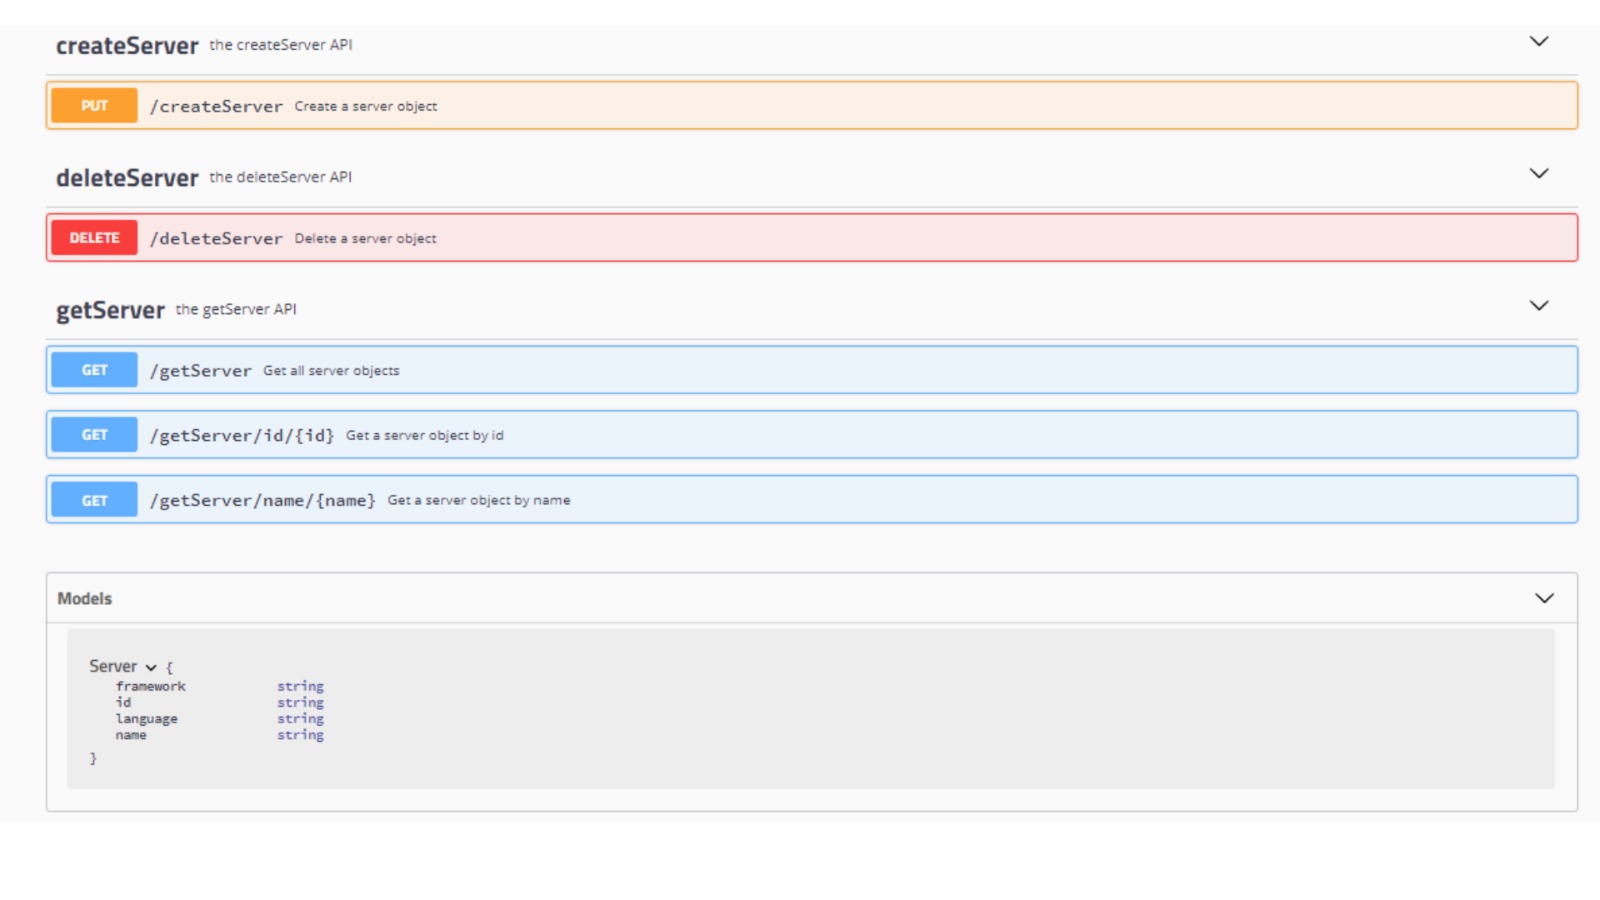 createServer the createServer API
PUT /createServer Create a server object
deleteServer the deleteServer API
DELETE /deleteServer Delete a server object
getServer the getServer API
GET /getServer Get all server objects
GET /getServer/id/{id} Get a server object by id
GET /getServer/name/{name} Get a server object by name
Models
Server {
framework string
id string
language string
name string
}